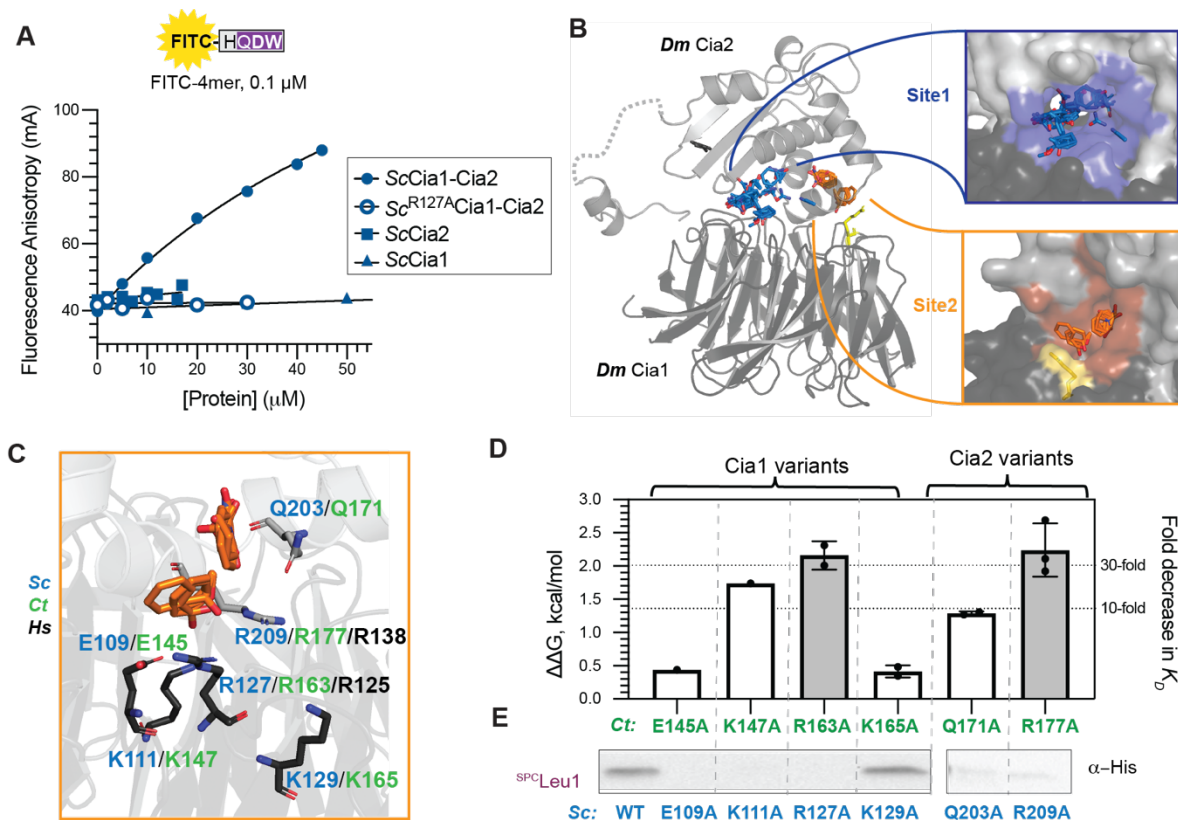 A
FITC-HQDW
FITC-4mer, 0.1 μM
Fluorescence Anisotropy (mA)
100
80
60
40
0 10 20 30 40 50
[Protein] (μM)
ScCia1-Cia2
ScR127ACia1-Cia2
ScCia2
ScCia1
B
Dm Cia2
Dm Cia1
Site1
Site2
C
Sc
Ct
Hs
Q203/Q171
E109/E145
R209/R177/R138
R127/R163/R125
K111/K147
K129/K165
D
Cia1 variants
Cia2 variants
ΔΔG, kcal/mol
3.0
2.5
2.0
1.5
1.0
0.5
0.0
30-fold
10-fold
Fold decrease in KD
Ct: E145A K147A R163A K165A Q171A R177A
E
SPCLeu1
α-His
Sc: WT E109A K111A R127A K129A Q203A R209A